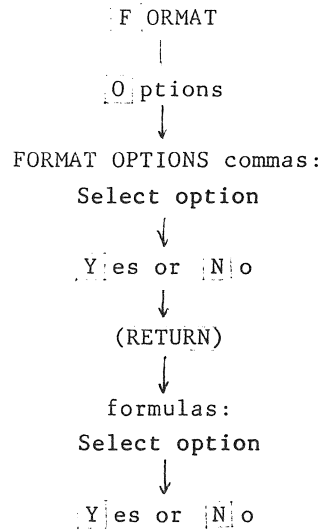 F ORMAT
O ptions
FORMAT OPTIONS commas:
Select option
Y es or N o
(RETURN)
formulas:
Select option
Y es or N o